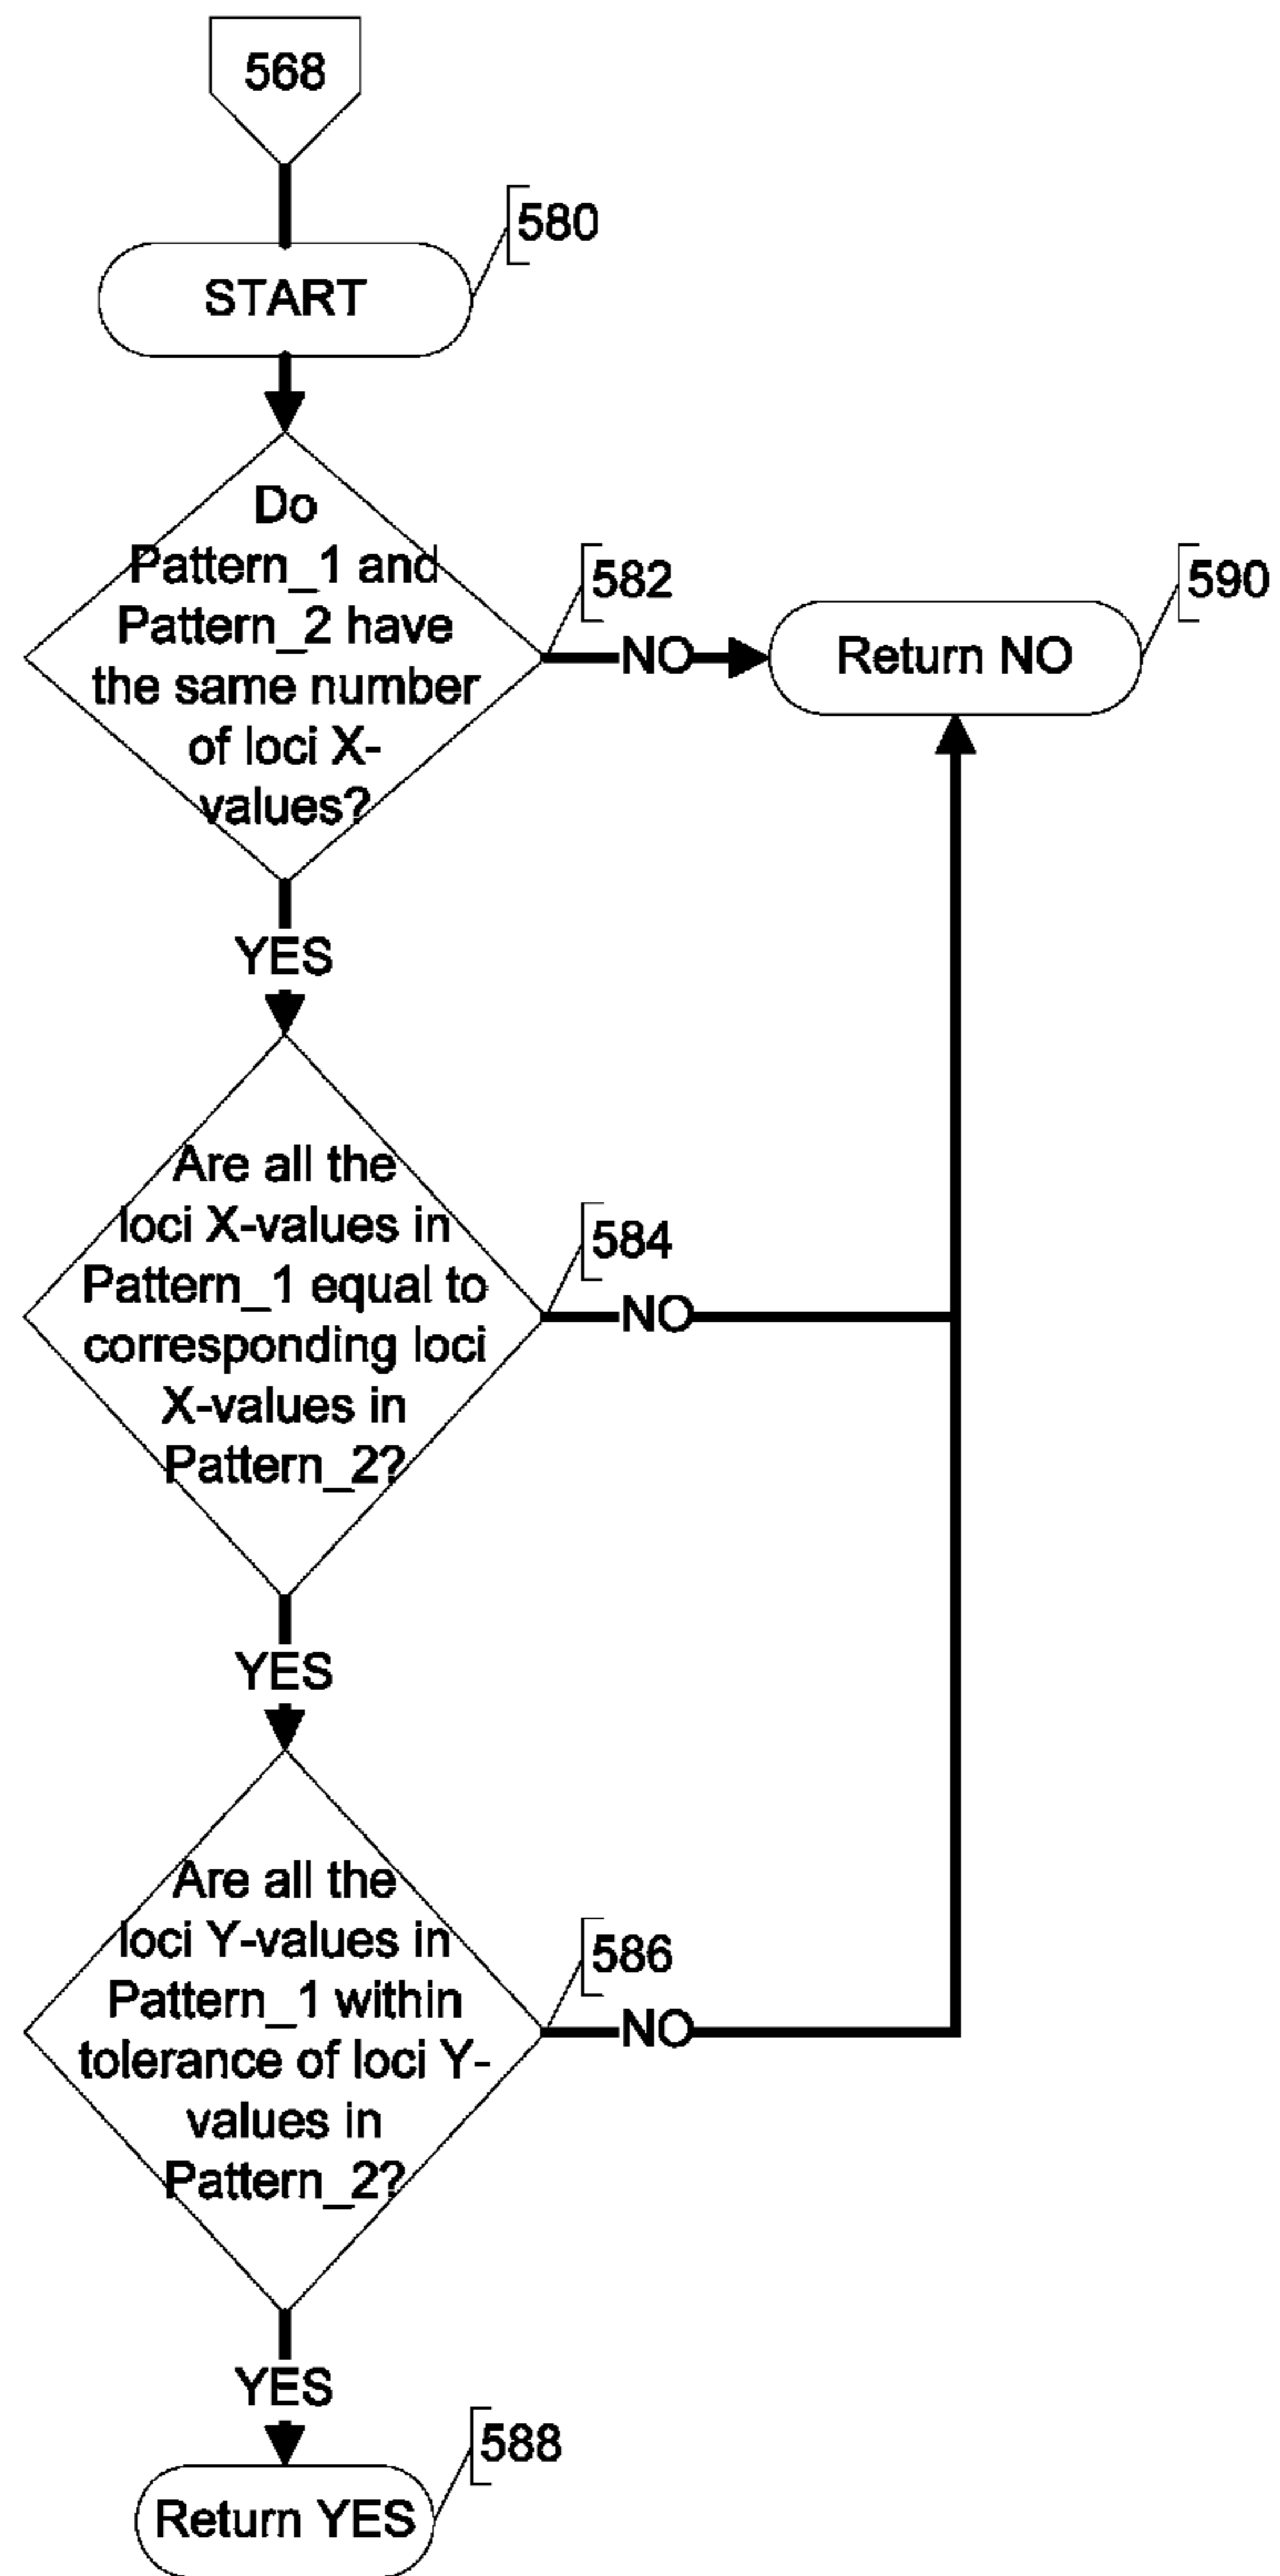 568
580
START
Do
Pattern_1 and
Pattern_2 have
the same number
of loci X-
values?
582
NO
590
Return NO
YES
Are all the
loci X-values in
Pattern_1 equal to
corresponding loci
X-values in
Pattern_2?
584
NO
YES
Are all the
loci Y-values in
Pattern_1 within
tolerance of loci Y-
values in
Pattern_2?
586
NO
YES
588
Return YES